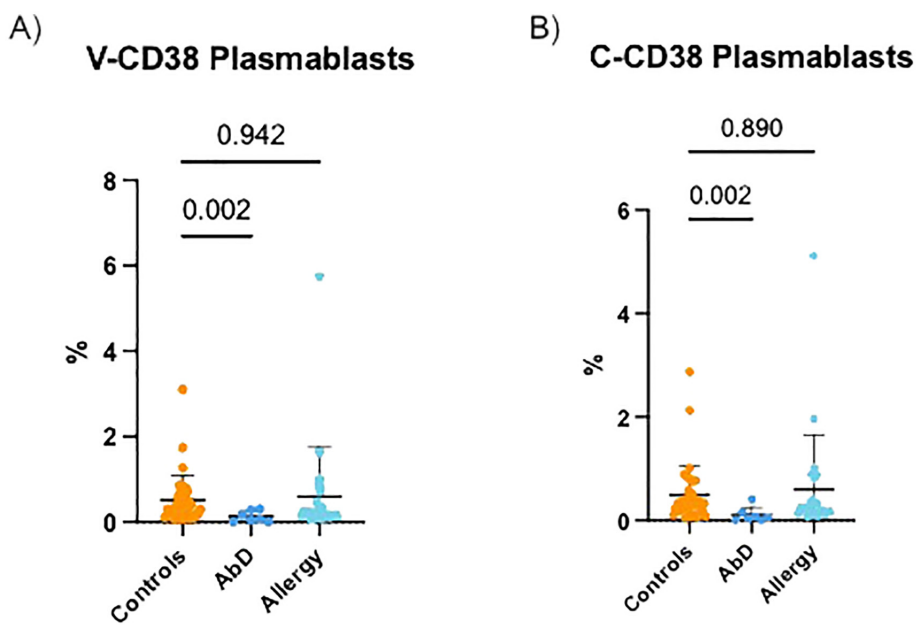 A)
V-CD38 Plasmablasts
0.942
0.002
8
6
4
2
0
%
Controls
AbD
Allergy
B)
C-CD38 Plasmablasts
0.890
0.002
6
4
2
0
%
Controls
AbD
Allergy